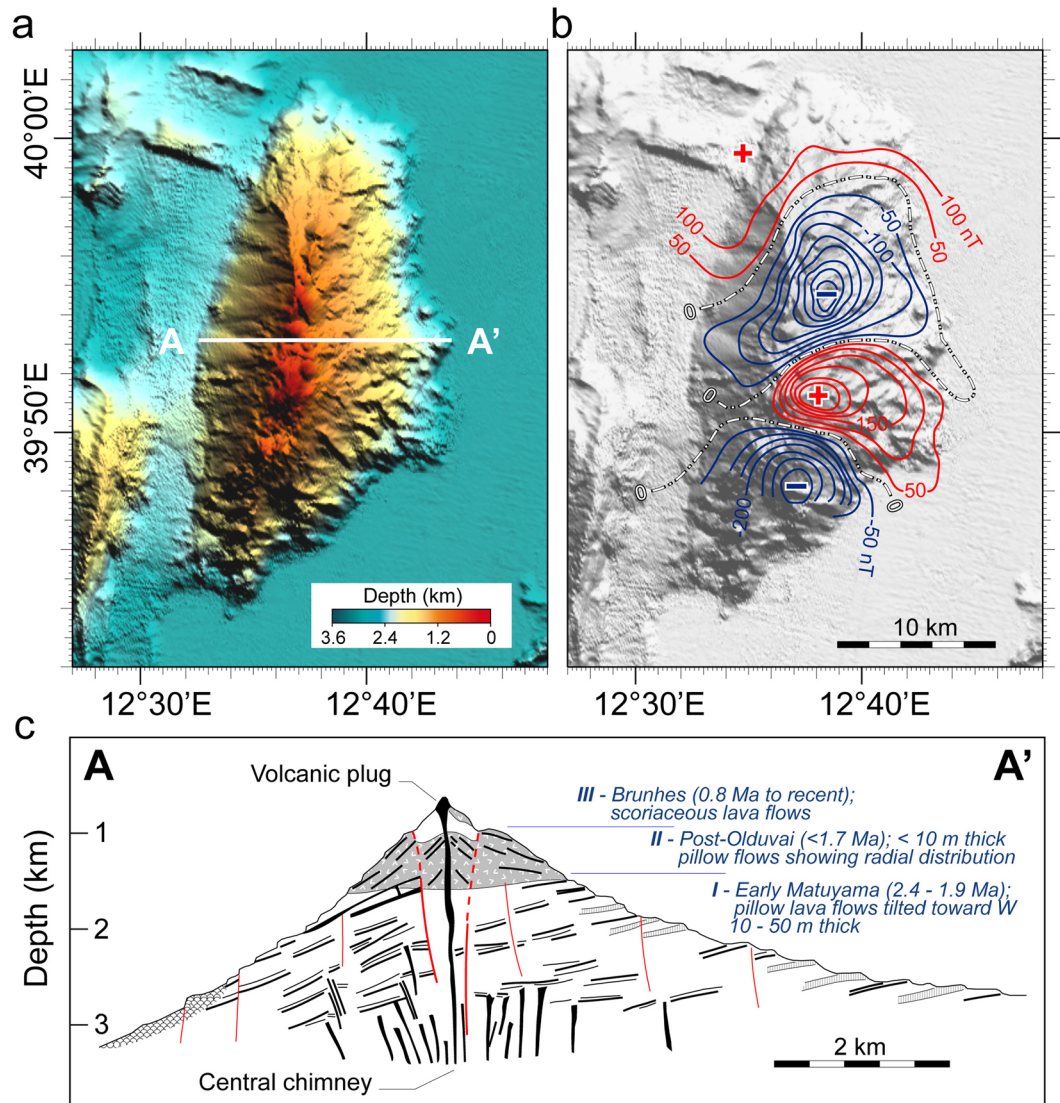 a
40°00'E
39°50'E
A
A'
Depth (km)
3.6
2.4
1.2
0
12°30'E
12°40'E
b
+
100
50
100 nT
50
-50
-100
0
0
+
150
50
0
0
-200
-50 nT
10 km
12°30'E
12°40'E
c
A
A'
Volcanic plug
III - Brunhes (0.8 Ma to recent);
scoriaceous lava flows
II - Post-Olduvai (<1.7 Ma); < 10 m thick
pillow flows showing radial distribution
I - Early Matuyama (2.4 - 1.9 Ma);
pillow lava flows tilted toward W
10 - 50 m thick
Depth (km)
1
2
3
Central chimney
2 km